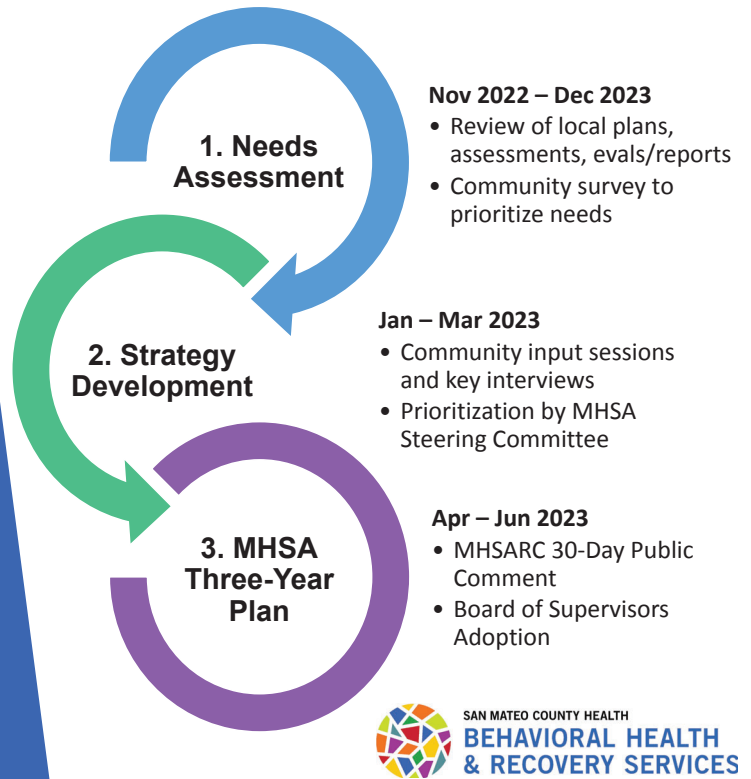 1. Needs
Assessment
Nov 2022 – Dec 2023
• Review of local plans,
assessments, evals/reports
• Community survey to
prioritize needs
2. Strategy
Development
Jan – Mar 2023
• Community input sessions
and key interviews
• Prioritization by MHSA
Steering Committee
3. MHSA
Three-Year
Plan
Apr – Jun 2023
• MHSARC 30-Day Public
Comment
• Board of Supervisors
Adoption
SAN MATEO COUNTY HEALTH
BEHAVIORAL HEALTH
& RECOVERY SERVICES